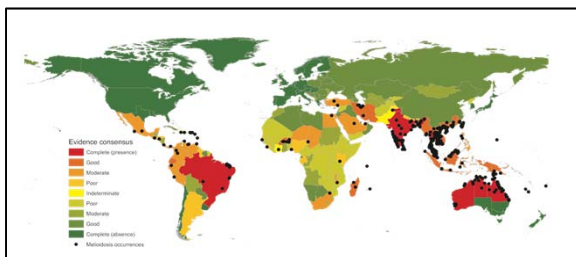 Evidence consensus
Complete (presence)
Good
Moderate
Poor
Indeterminate
Poor
Moderate
Good
Complete (absence)
Melioidosis occurrences